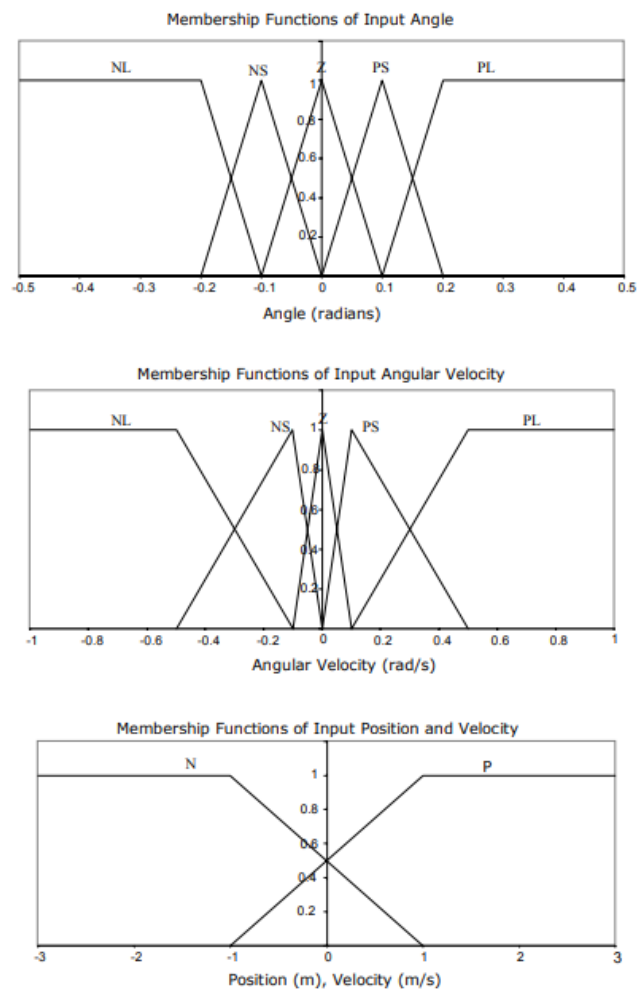 Membership Functions of Input Angle
NL NS Z PS PL
1
0.8
0.6
0.4
0.2
-0.5 -0.4 -0.3 -0.2 -0.1 0 0.1 0.2 0.3 0.4 0.5
Angle (radians)
Membership Functions of Input Angular Velocity
NL NS Z PS PL
1
0.8
0.6
0.4
0.2
-1 -0.8 -0.6 -0.4 -0.2 0 0.2 0.4 0.6 0.8 1
Angular Velocity (rad/s)
Membership Functions of Input Position and Velocity
N P
1
0.8
0.6
0.4
0.2
-3 -2 -1 0 1 2 3
Position (m), Velocity (m/s)